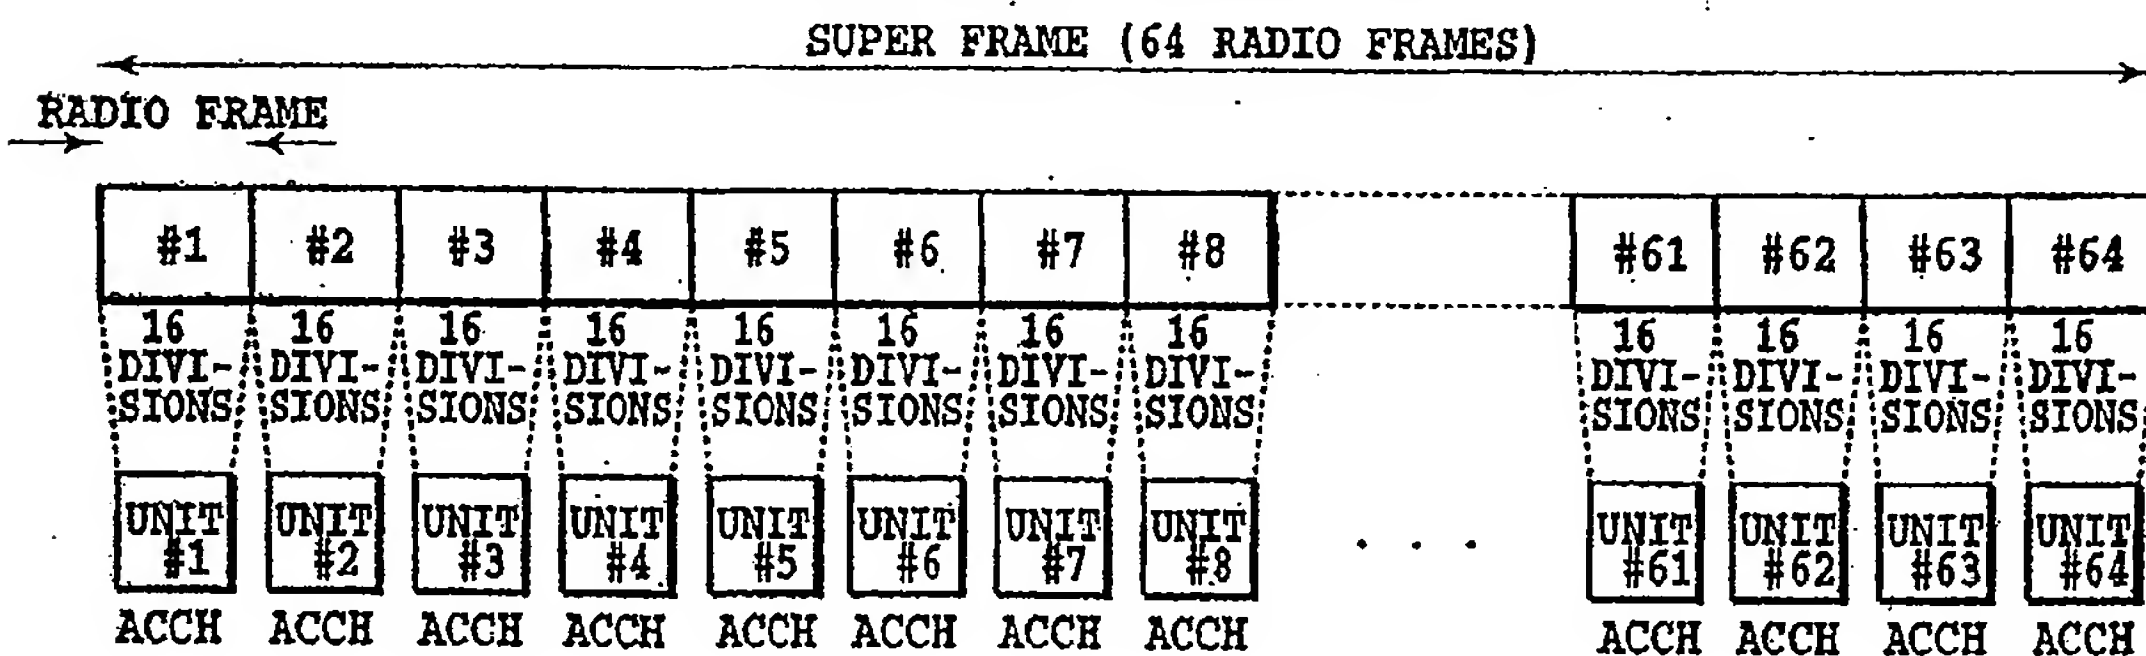 SUPER FRAME (64 RADIO FRAMES)
RADIO FRAME
#1 #2 #3 #4 #5 #6 #7 #8 #61 #62 #63 #64
16 16 16 16 16 16 16 16 16 16 16 16
DIVI- DIVI- DIVI- DIVI- DIVI- DIVI- DIVI- DIVI- DIVI- DIVI- DIVI- DIVI-
SIONS SIONS SIONS SIONS SIONS SIONS SIONS SIONS SIONS SIONS SIONS SIONS
UNIT UNIT UNIT UNIT UNIT UNIT UNIT UNIT UNIT UNIT UNIT UNIT
#1 #2 #3 #4 #5 #6 #7 #8 . . . #61 #62 #63 #64
ACCH ACCH ACCH ACCH ACCH ACCH ACCH ACCH ACCH ACCH ACCH ACCH